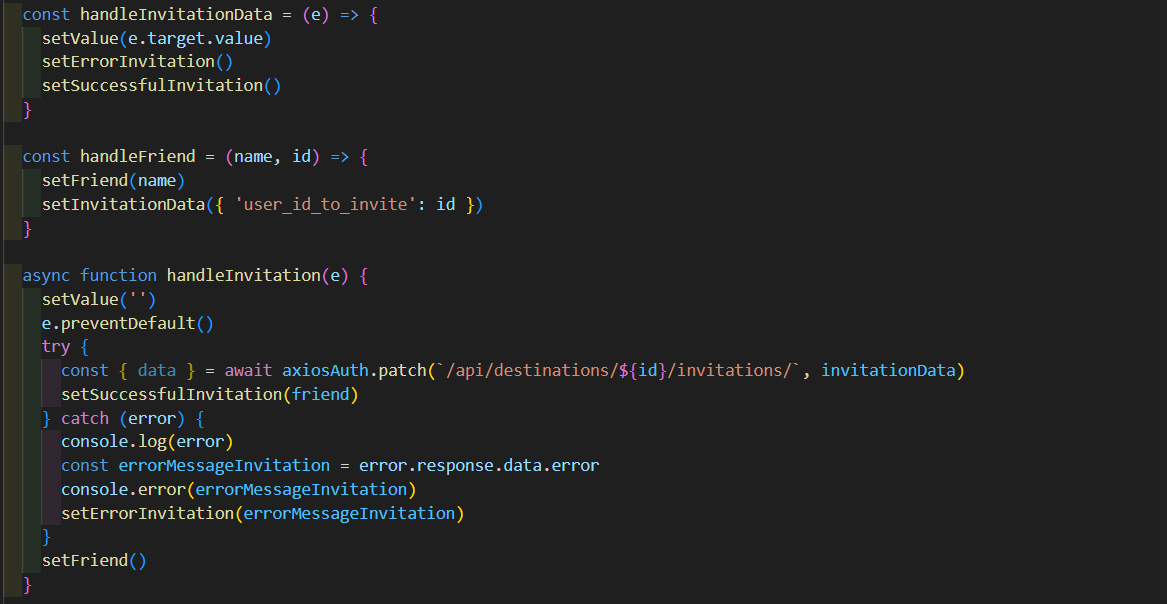 const handleInvitationData = (e) => {
  setValue(e.target.value)
  setErrorInvitation()
  setSuccessfulInvitation()
}

const handleFriend = (name, id) => {
  setFriend(name)
  setInvitationData({ 'user_id_to_invite': id })
}

async function handleInvitation(e) {
  setValue('')
  e.preventDefault()
  try {
    const { data } = await axiosAuth.patch(`/api/destinations/${id}/invitations/`, invitationData)
    setSuccessfulInvitation(friend)
  } catch (error) {
    console.log(error)
    const errorMessageInvitation = error.response.data.error
    console.error(errorMessageInvitation)
    setErrorInvitation(errorMessageInvitation)
  }
  setFriend()
}